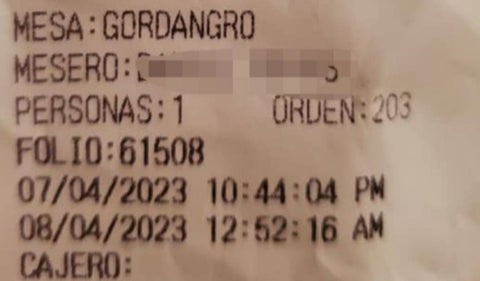 MESA:GORDANGRO
MESERO:
PERSONAS:1 ORDEN:203
FOLIO:61508
07/04/2023 10:44:04 PM
08/04/2023 12:52:16 AM
CAJERO: